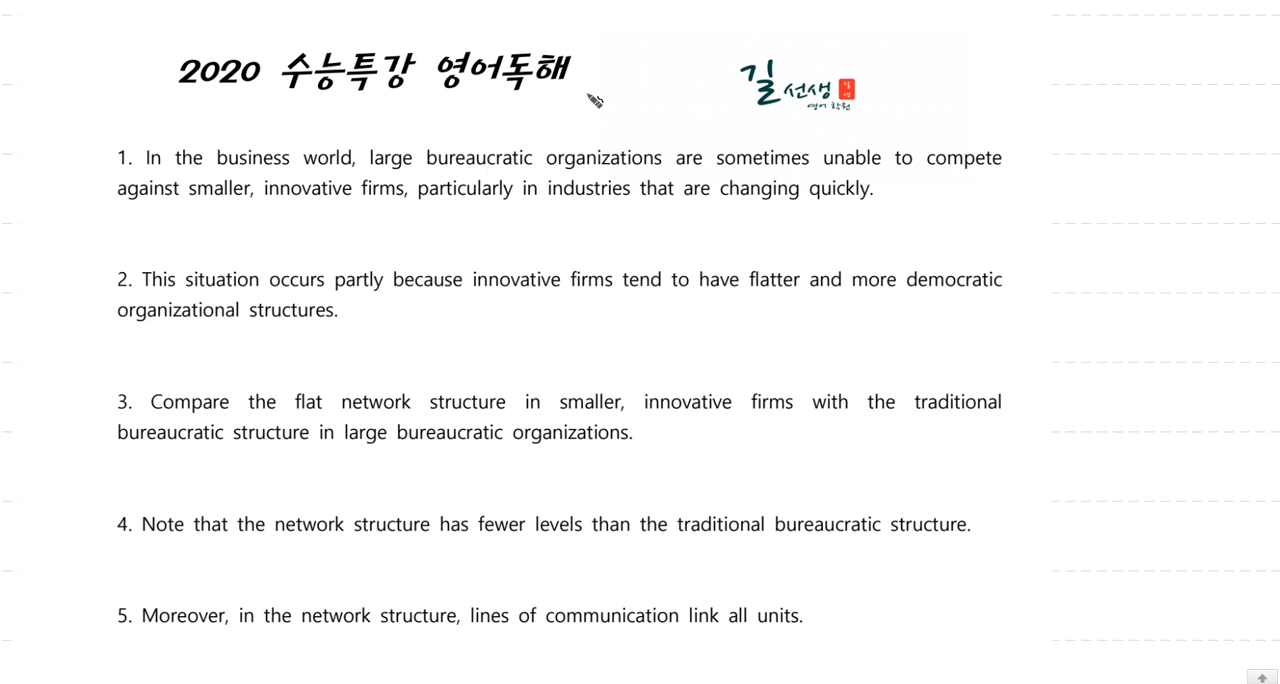 2020 수능특강 영어독해
길선생
영어 학원
1. In the business world, large bureaucratic organizations are sometimes unable to compete
against smaller, innovative firms, particularly in industries that are changing quickly.
2. This situation occurs partly because innovative firms tend to have flatter and more democratic
organizational structures.
3. Compare the flat network structure in smaller, innovative firms with the traditional
bureaucratic structure in large bureaucratic organizations.
4. Note that the network structure has fewer levels than the traditional bureaucratic structure.
5. Moreover, in the network structure, lines of communication link all units.